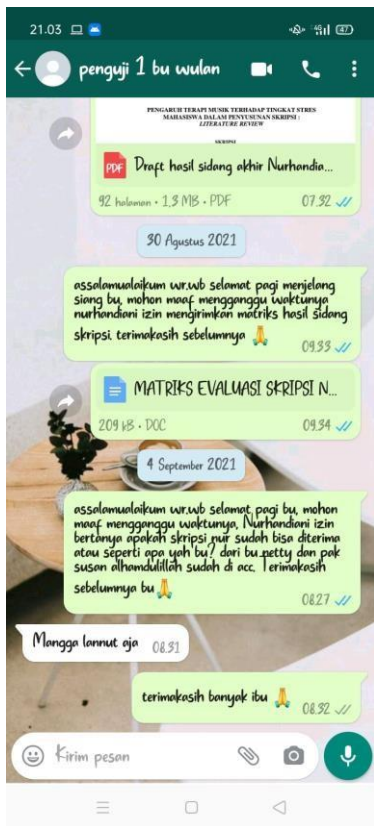 21.03
47
penguji 1 bu wulan
PENGARUH TERAPI MUSIK TERHADAP TINGKAT STRES
MAHASISWA DALAM PENYUSUNAN SKRIPSI :
LITERATURE REVIEW
SKRIPSI
PDF Draft hasil sidang akhir Nurhandia...
92 halaman • 1,3 MB • PDF 07.32
30 Agustus 2021
assalamualaikum wr.wb selamat pagi menjelang
siang bu, mohon maaf mengganggu waktunya
nurhandiani izin mengirimkan matriks hasil sidang
skripsi. terimakasih sebelumnya 🙏
09.33
MATRIKS EVALUASI SKRIPSI N...
209 kB • DOC 09.34
4 September 2021
assalamualaikum wr.wb selamat pagi bu, mohon
maaf mengganggu waktunya, Nurhandiani izin
bertanya apakah skripsi nur sudah bisa diterima
atau seperti apa yah bu? dari bu petty dan pak
susan alhamdulillah sudah di acc. Terimakasih
sebelumnya bu 🙏
08.27
Mangga lannut aja 08.31
terimakasih banyak ibu 🙏 08.32
Kirim pesan